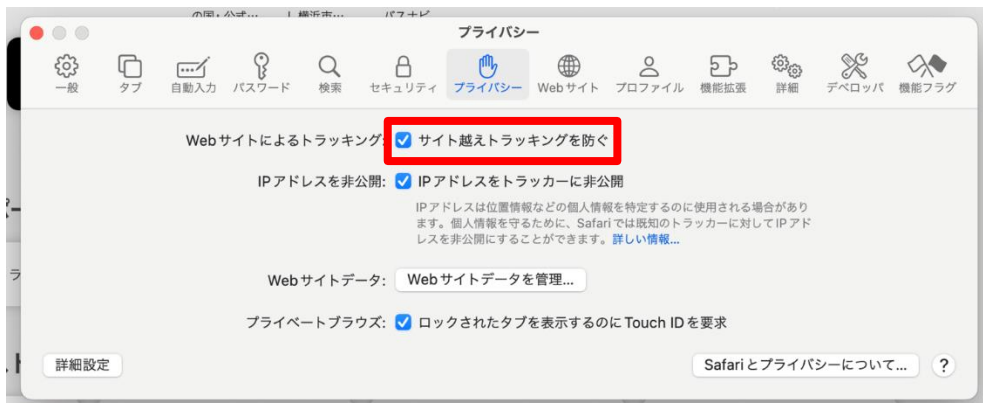 プライバシー
一般 タブ 自動入力 パスワード 検索 セキュリティ プライバシー Webサイト プロファイル 機能拡張 詳細 デベロッパ 機能フラグ
Webサイトによるトラッキング: サイト越えトラッキングを防ぐ
IPアドレスを非公開: IPアドレスをトラッカーに非公開
IPアドレスは位置情報などの個人情報を特定するのに使用される場合があり
ます。個人情報を守るために、Safariでは既知のトラッカーに対してIPアド
レスを非公開にすることができます。詳しい情報...
Webサイトデータ: Webサイトデータを管理...
プライベートブラウズ: ロックされたタブを表示するのにTouch IDを要求
詳細設定 Safariとプライバシーについて... ?